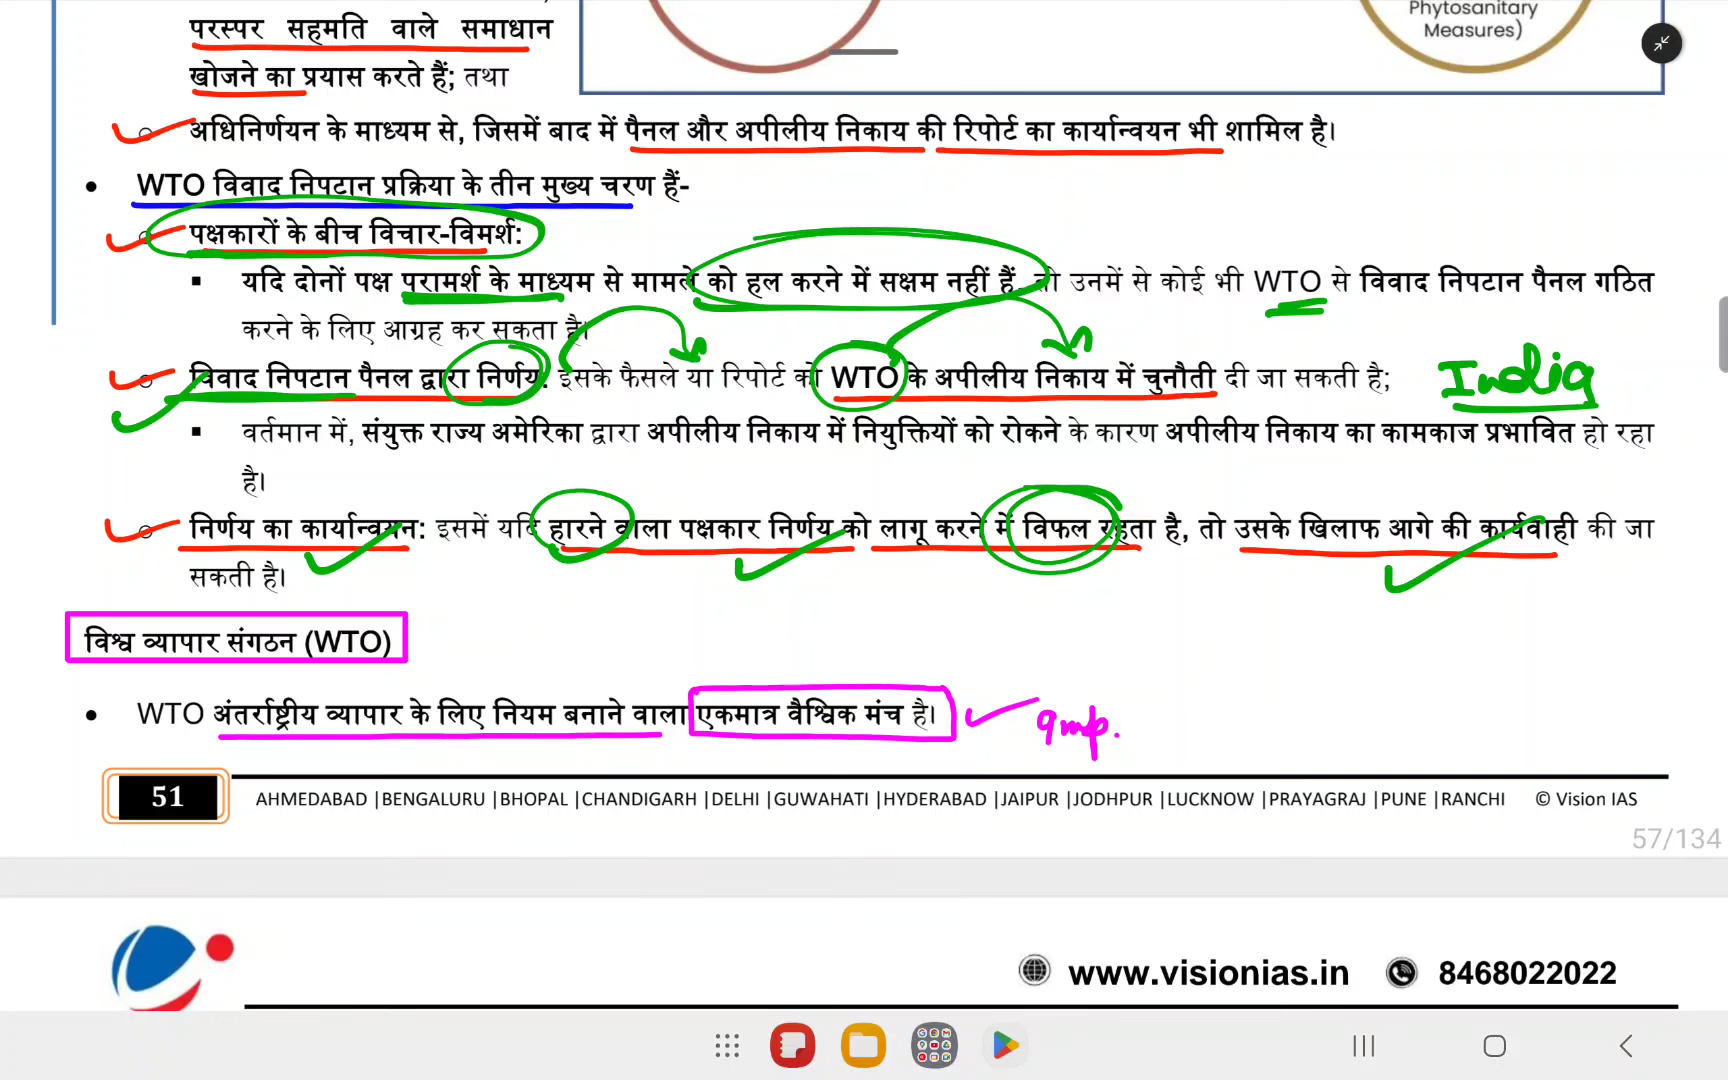 Phytosanitary
Measures)
परस्पर सहमति वाले समाधान
खोजने का प्रयास करते हैं; तथा
अधिनिर्णयन के माध्यम से, जिसमें बाद में पैनल और अपीलीय निकाय की रिपोर्ट का कार्यान्वयन भी शामिल है।
WTO विवाद निपटान प्रक्रिया के तीन मुख्य चरण हैं-
पक्षकारों के बीच विचार-विमर्श:
यदि दोनों पक्ष परामर्श के माध्यम से मामले को हल करने में सक्षम नहीं हैं, तो उनमें से कोई भी WTO से विवाद निपटान पैनल गठित
करने के लिए आग्रह कर सकता है।
विवाद निपटान पैनल द्वारा निर्णय: इसके फैसले या रिपोर्ट को WTO के अपीलीय निकाय में चुनौती दी जा सकती है; India
वर्तमान में, संयुक्त राज्य अमेरिका द्वारा अपीलीय निकाय में नियुक्तियों को रोकने के कारण अपीलीय निकाय का कामकाज प्रभावित हो रहा
है।
निर्णय का कार्यान्वयन: इसमें यदि हारने वाला पक्षकार निर्णय को लागू करने में विफल रहता है, तो उसके खिलाफ आगे की कार्यवाही की जा
सकती है।
विश्व व्यापार संगठन (WTO)
WTO अंतर्राष्ट्रीय व्यापार के लिए नियम बनाने वाला एकमात्र वैश्विक मंच है।
51 AHMEDABAD |BENGALURU |BHOPAL |CHANDIGARH |DELHI |GUWAHATI |HYDERABAD |JAIPUR |JODHPUR |LUCKNOW |PRAYAGRAJ |PUNE |RANCHI © Vision IAS
57/134
www.visionias.in 8468022022